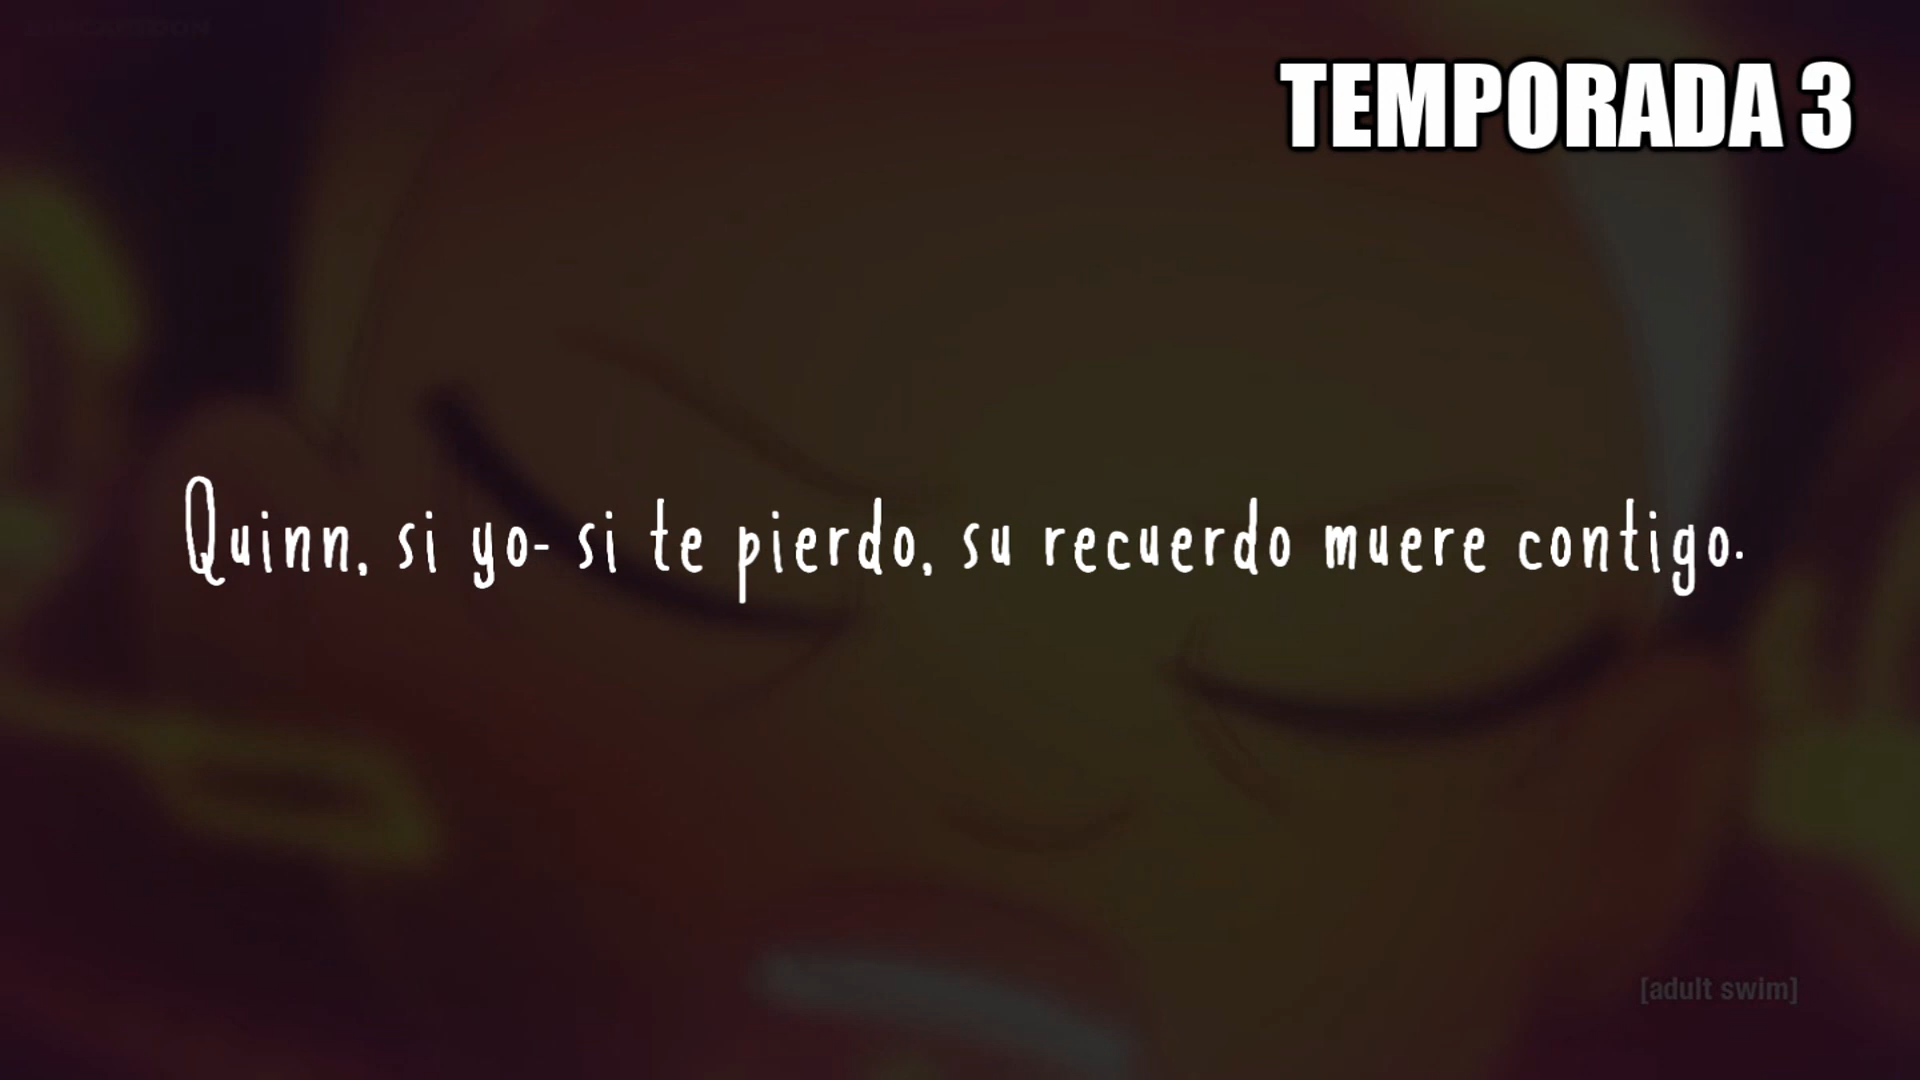 TEMPORADA 3
Quinn, si yo- si te pierdo, su recuerdo muere contigo.
[adult swim]